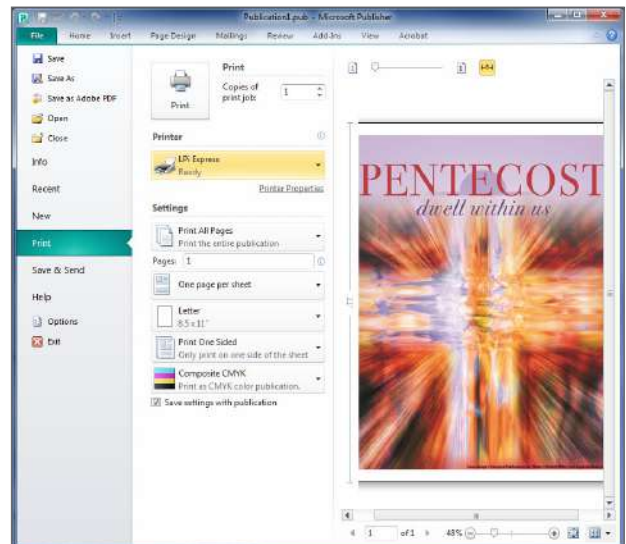 Publication1.pub - Microsoft Publisher
File Home Insert Page Design Mailings Review Add-Ins View Acrobat
Save
Save As
Save as Adobe PDF
Open
Close
Info
Recent
New
Print
Save & Send
Help
Options
Exit
Print
Print
Copies of print job: 1
Printer
LPi Express
Ready
Printer Properties
Settings
Print All Pages
Print the entire publication
Pages: 1
One page per sheet
Letter
8.5 x 11"
Print One Sided
Only print on one side of the sheet
Composite CMYK
Print as CMYK color publication.
Save settings with publication
1
1
PENTECOST
dwell within us
1 of 1 48%